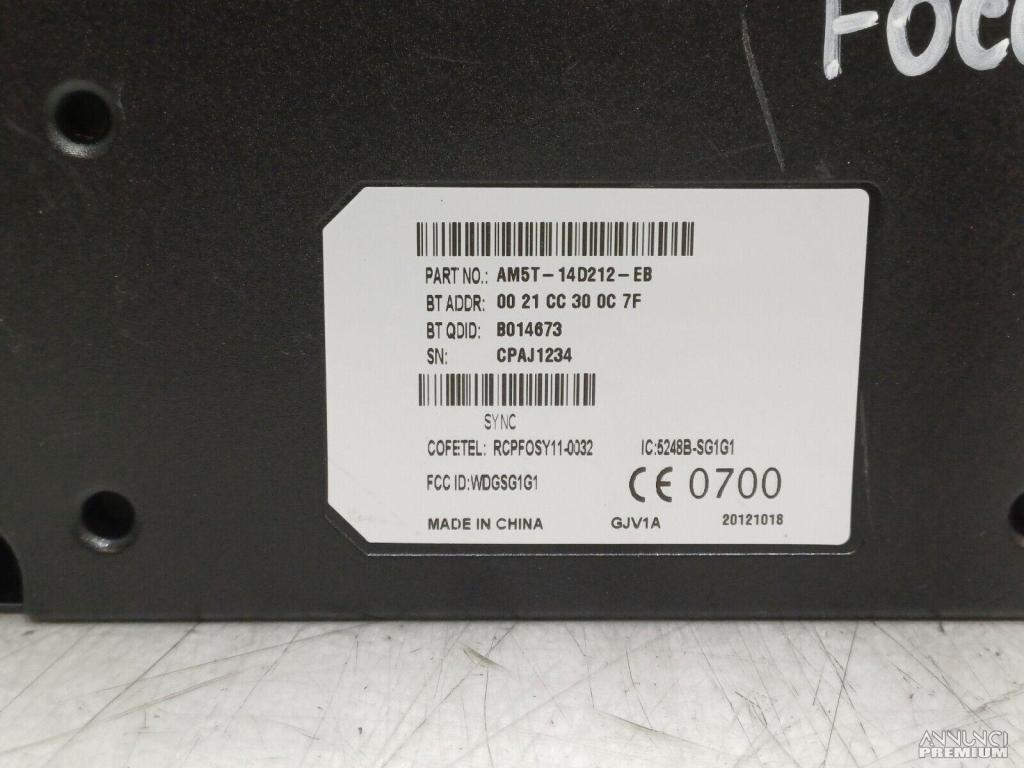 PART NO.: AM5T-14D212-EB
BT ADDR: 00 21 CC 30 0C 7F
BT QDID: B014673
SN: CPAJ1234
SYNC
COFETEL: RCPFOSY11-0032 IC:5248B-SG1G1
FCC ID:WDGSG1G1 CE 0700
MADE IN CHINA GJV1A 20121018
ANNUNCI
PREMIUM